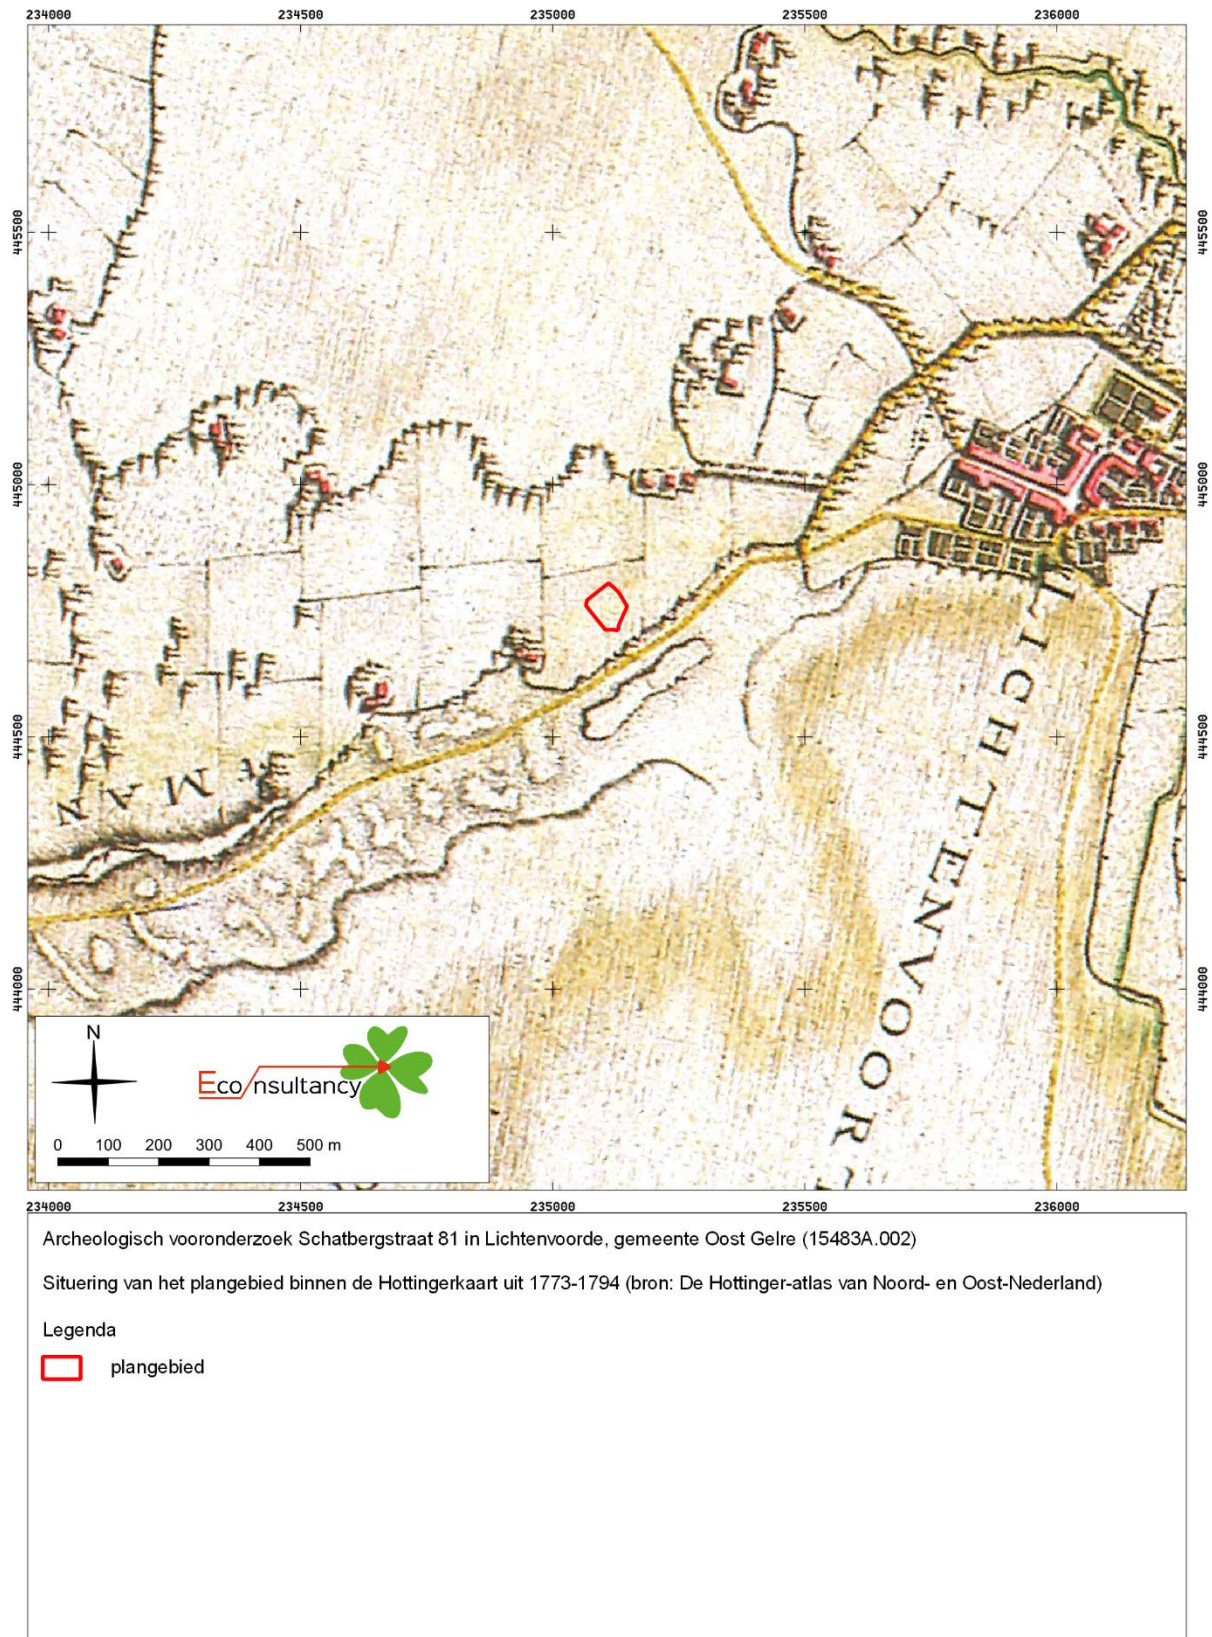 234000 234500 235000 235500 236000
445500 445500
445000 445000
444500 444500
444000 444000
MAN
LICHTENVOOR
N
Econsultancy
0 100 200 300 400 500 m
234000 234500 235000 235500 236000
Archeologisch vooronderzoek Schatbergstraat 81 in Lichtenvoorde, gemeente Oost Gelre (15483A.002)
Situering van het plangebied binnen de Hottingerkaart uit 1773-1794 (bron: De Hottinger-atlas van Noord- en Oost-Nederland)
Legenda
plangebied